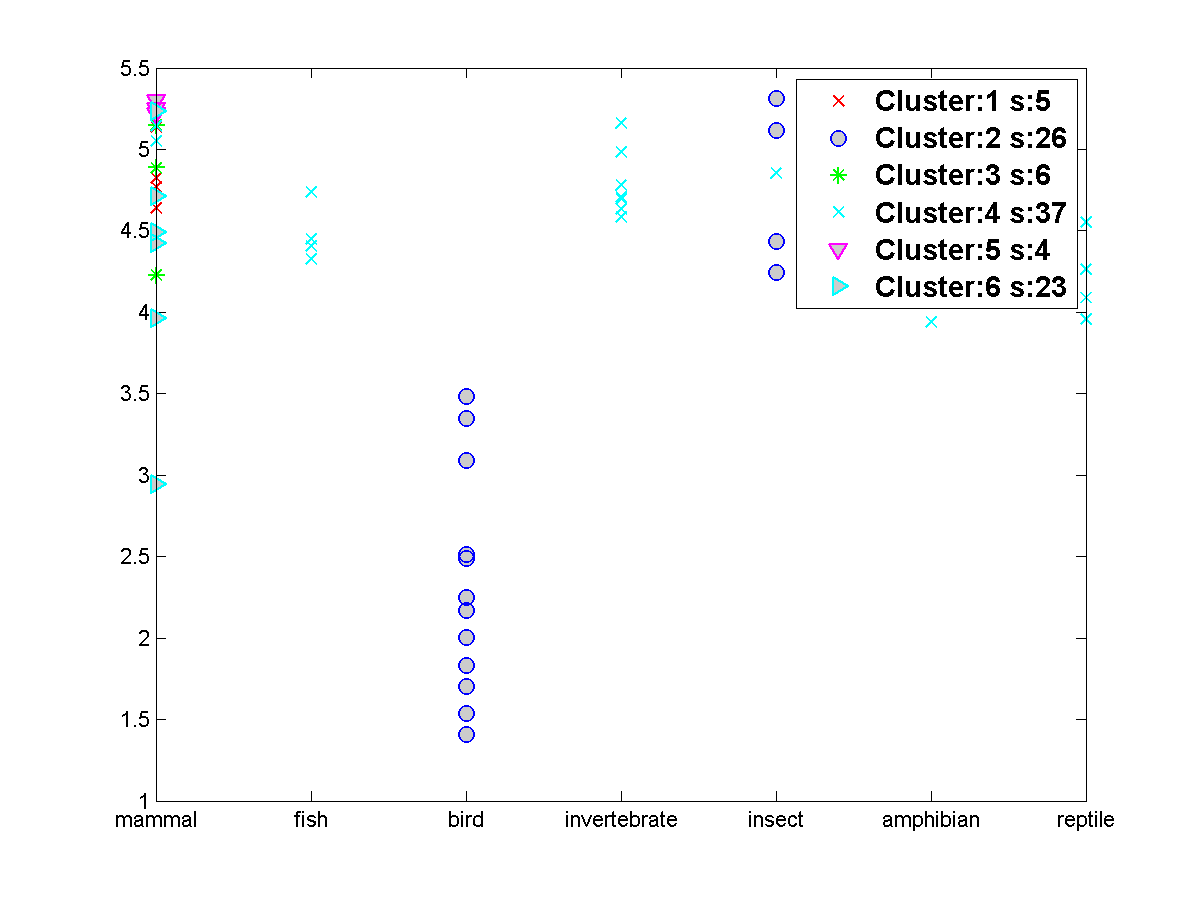 5.5
5
4.5
4
3.5
3
2.5
2
1.5
1
mammal fish bird invertebrate insect amphibian reptile
Cluster:1 s:5
Cluster:2 s:26
Cluster:3 s:6
Cluster:4 s:37
Cluster:5 s:4
Cluster:6 s:23